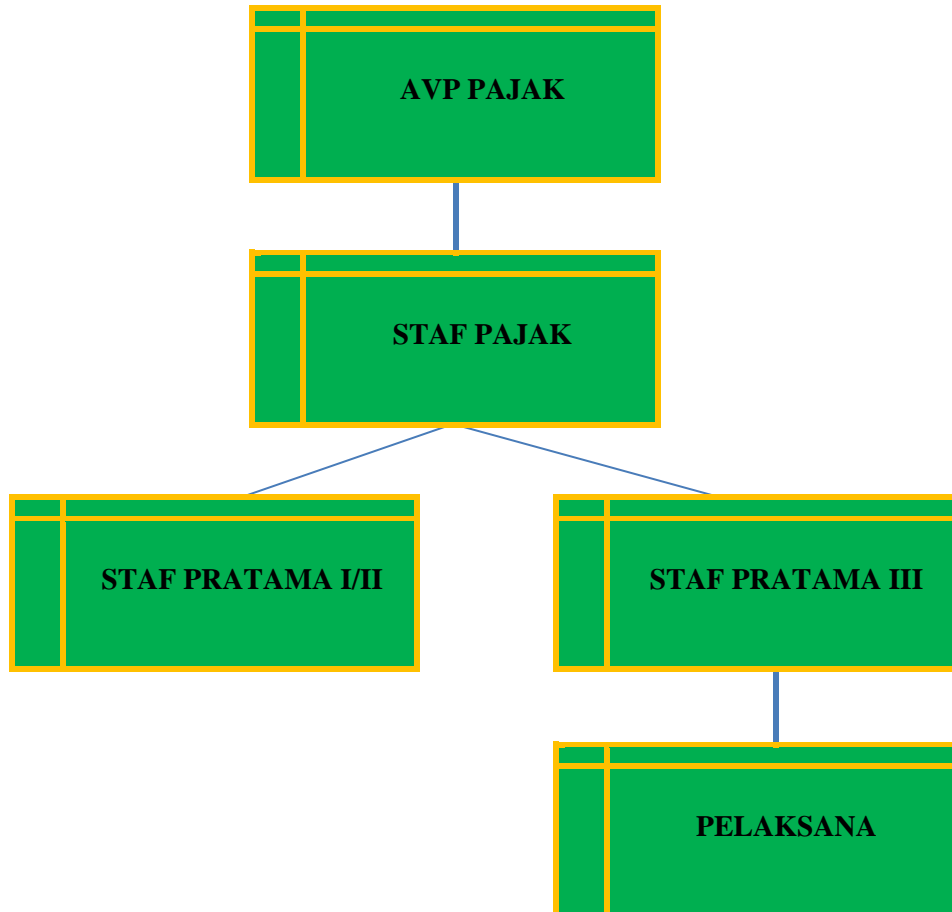 AVP PAJAK
STAF PAJAK
STAF PRATAMA I/II
STAF PRATAMA III
PELAKSANA